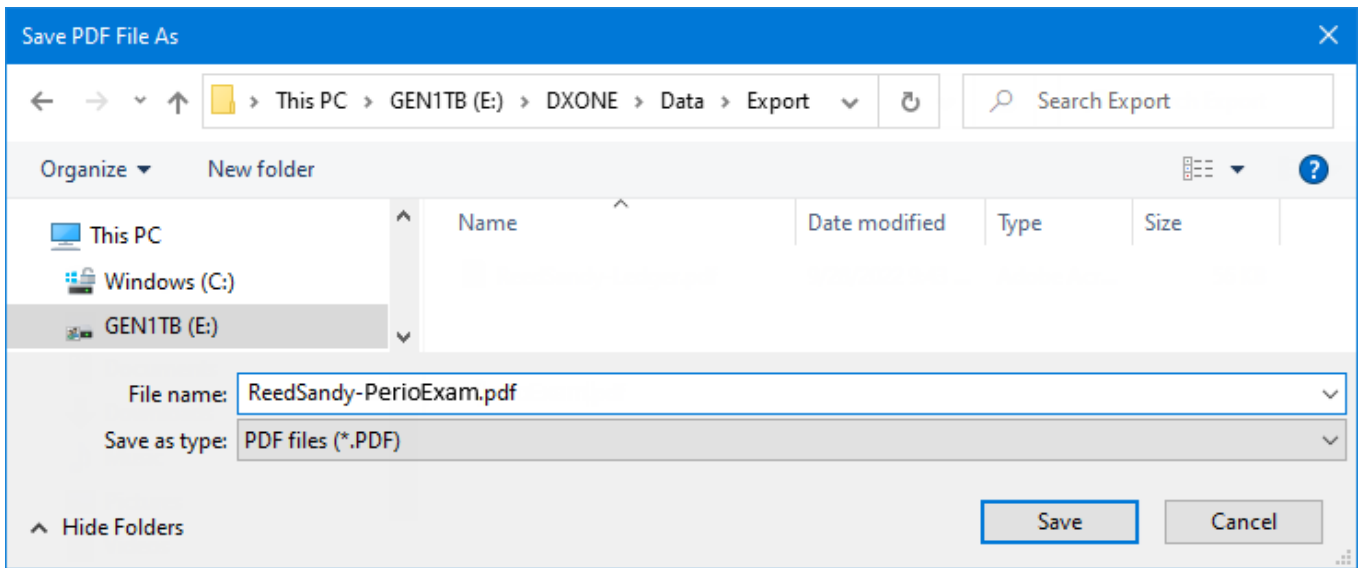 Save PDF File As
This PC > GEN1TB (E:) > DXONE > Data > Export
Search Export
Organize
New folder
Name
Date modified
Type
Size
This PC
Windows (C:)
GEN1TB (E:)
File name: ReedSandy-PerioExam.pdf
Save as type: PDF files (*.PDF)
Hide Folders
Save
Cancel